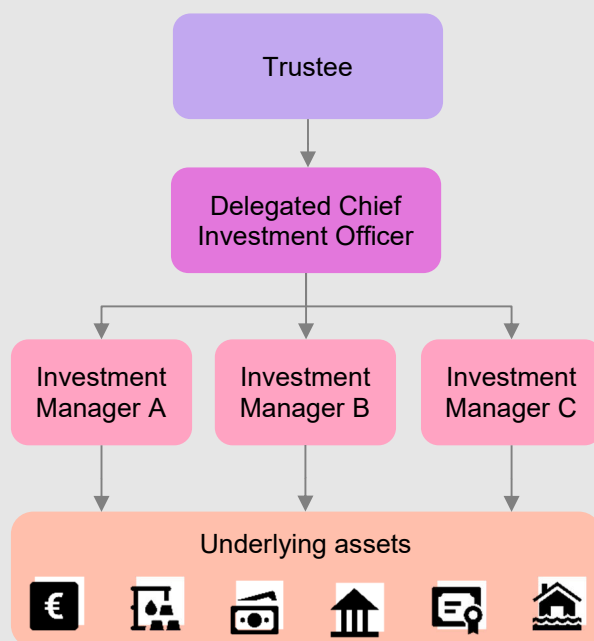 Trustee
Delegated Chief
Investment Officer
Investment
Manager A
Investment
Manager B
Investment
Manager C
Underlying assets
€